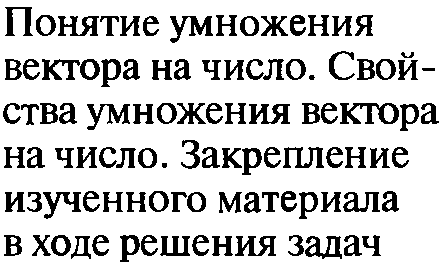 Понятие умножения
вектора на число. Свой-
ства умножения вектора
на число. Закрепление
изученного материала
в ходе решения задач